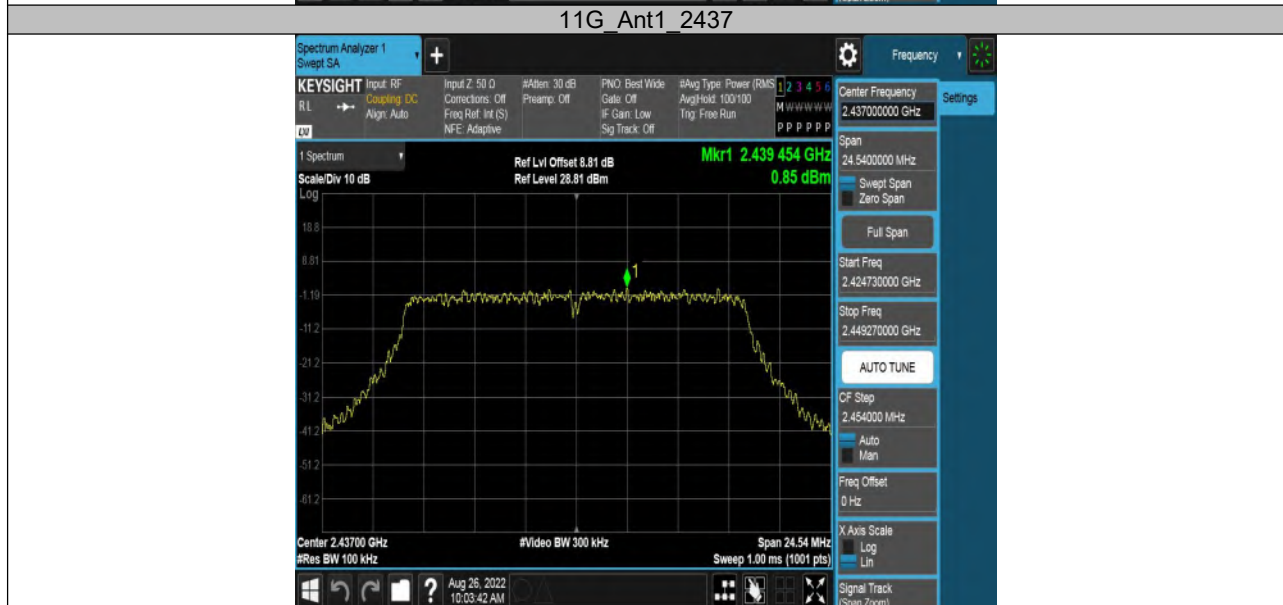 11G_Ant1_2437
Spectrum Analyzer 1
Swept SA
+
Frequency
KEYSIGHT
R L
LXI
Input: RF
Coupling: DC
Align: Auto
Input Z: 50 Ω
Corrections: Off
Freq Ref: Int (S)
NFE: Adaptive
#Atten: 30 dB
Preamp: Off
PNO: Best Wide
Gate: Off
IF Gain: Low
Sig Track: Off
#Avg Type: Power (RMS
Avg|Hold: 100/100
Trig: Free Run
1 2 3 4 5 6
M W W W W W
P P P P P P
Center Frequency
2.437000000 GHz
Settings
1 Spectrum
Scale/Div 10 dB
Log
Ref Lvl Offset 8.81 dB
Ref Level 28.81 dBm
Mkr1 2.439 454 GHz
0.85 dBm
Span
24.5400000 MHz
Swept Span
Zero Span
Full Span
Start Freq
2.424730000 GHz
Stop Freq
2.449270000 GHz
AUTO TUNE
CF Step
2.454000 MHz
Auto
Man
Freq Offset
0 Hz
X Axis Scale
Log
Lin
Signal Track
(Span Zoom)
18.8
8.81
-1.19
-11.2
-21.2
-31.2
-41.2
-51.2
-61.2
1
Center 2.43700 GHz
#Res BW 100 kHz
#Video BW 300 kHz
Span 24.54 MHz
Sweep 1.00 ms (1001 pts)
?
Aug 26, 2022
10:03:42 AM